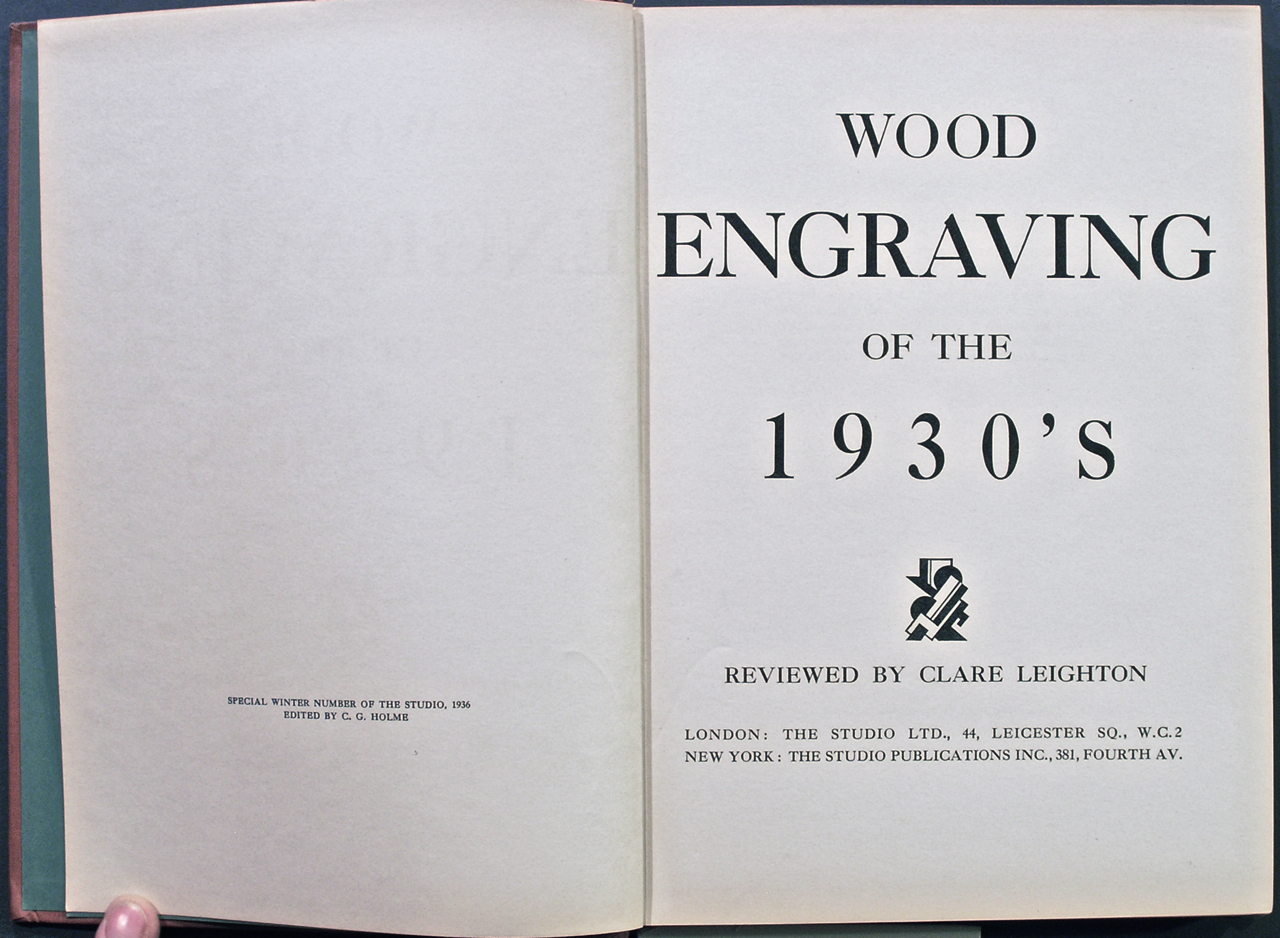 SPECIAL WINTER NUMBER OF THE STUDIO, 1936
EDITED BY C. G. HOLME
WOOD
ENGRAVING
OF THE
1930'S
REVIEWED BY CLARE LEIGHTON
LONDON: THE STUDIO LTD., 44, LEICESTER SQ., W.C.2
NEW YORK: THE STUDIO PUBLICATIONS INC., 381, FOURTH AV.